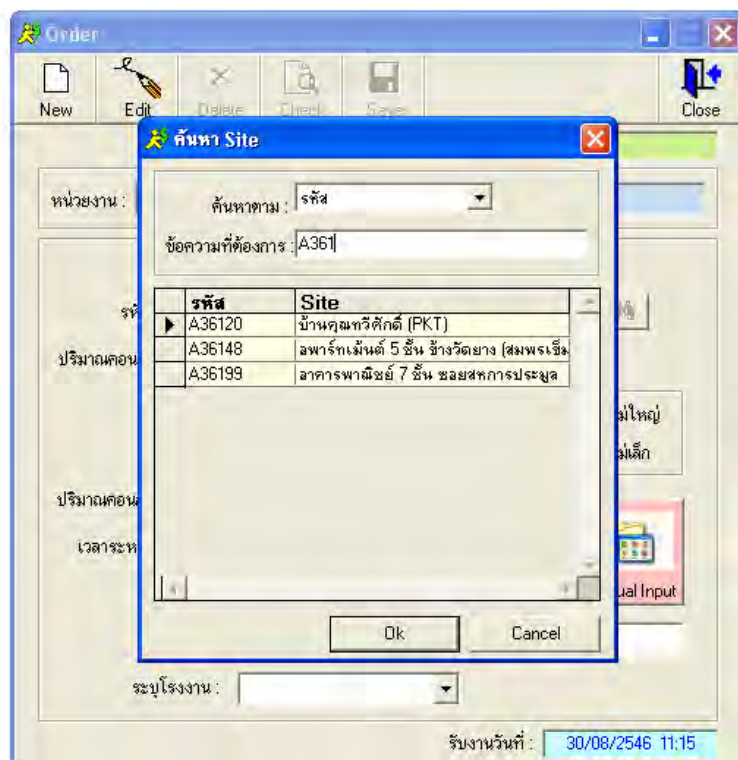 Order
New Edit Delete Check Save Close
ค้นหา Site
หน่วยงาน :
ค้นหาตาม : รหัส
ข้อความที่ต้องการ : A361
รหัส Site
A36120 บ้านคุณทวีศักดิ์ (PKT)
A36148 อพาร์ทเม้นต์ 5 ชั้น ข้างวัดยาง (สมพรเข็ม
A36199 อาคารพาณิชย์ 7 ชั้น ซอยสหการประมูล
รหั
ปริมาณคอน
ม่ใหญ่
ม่เล็ก
ปริมาณคอน
เวลาระห
ual Input
Ok Cancel
ระบุโรงงาน :
รับงานวันที่ : 30/08/2546 11:15